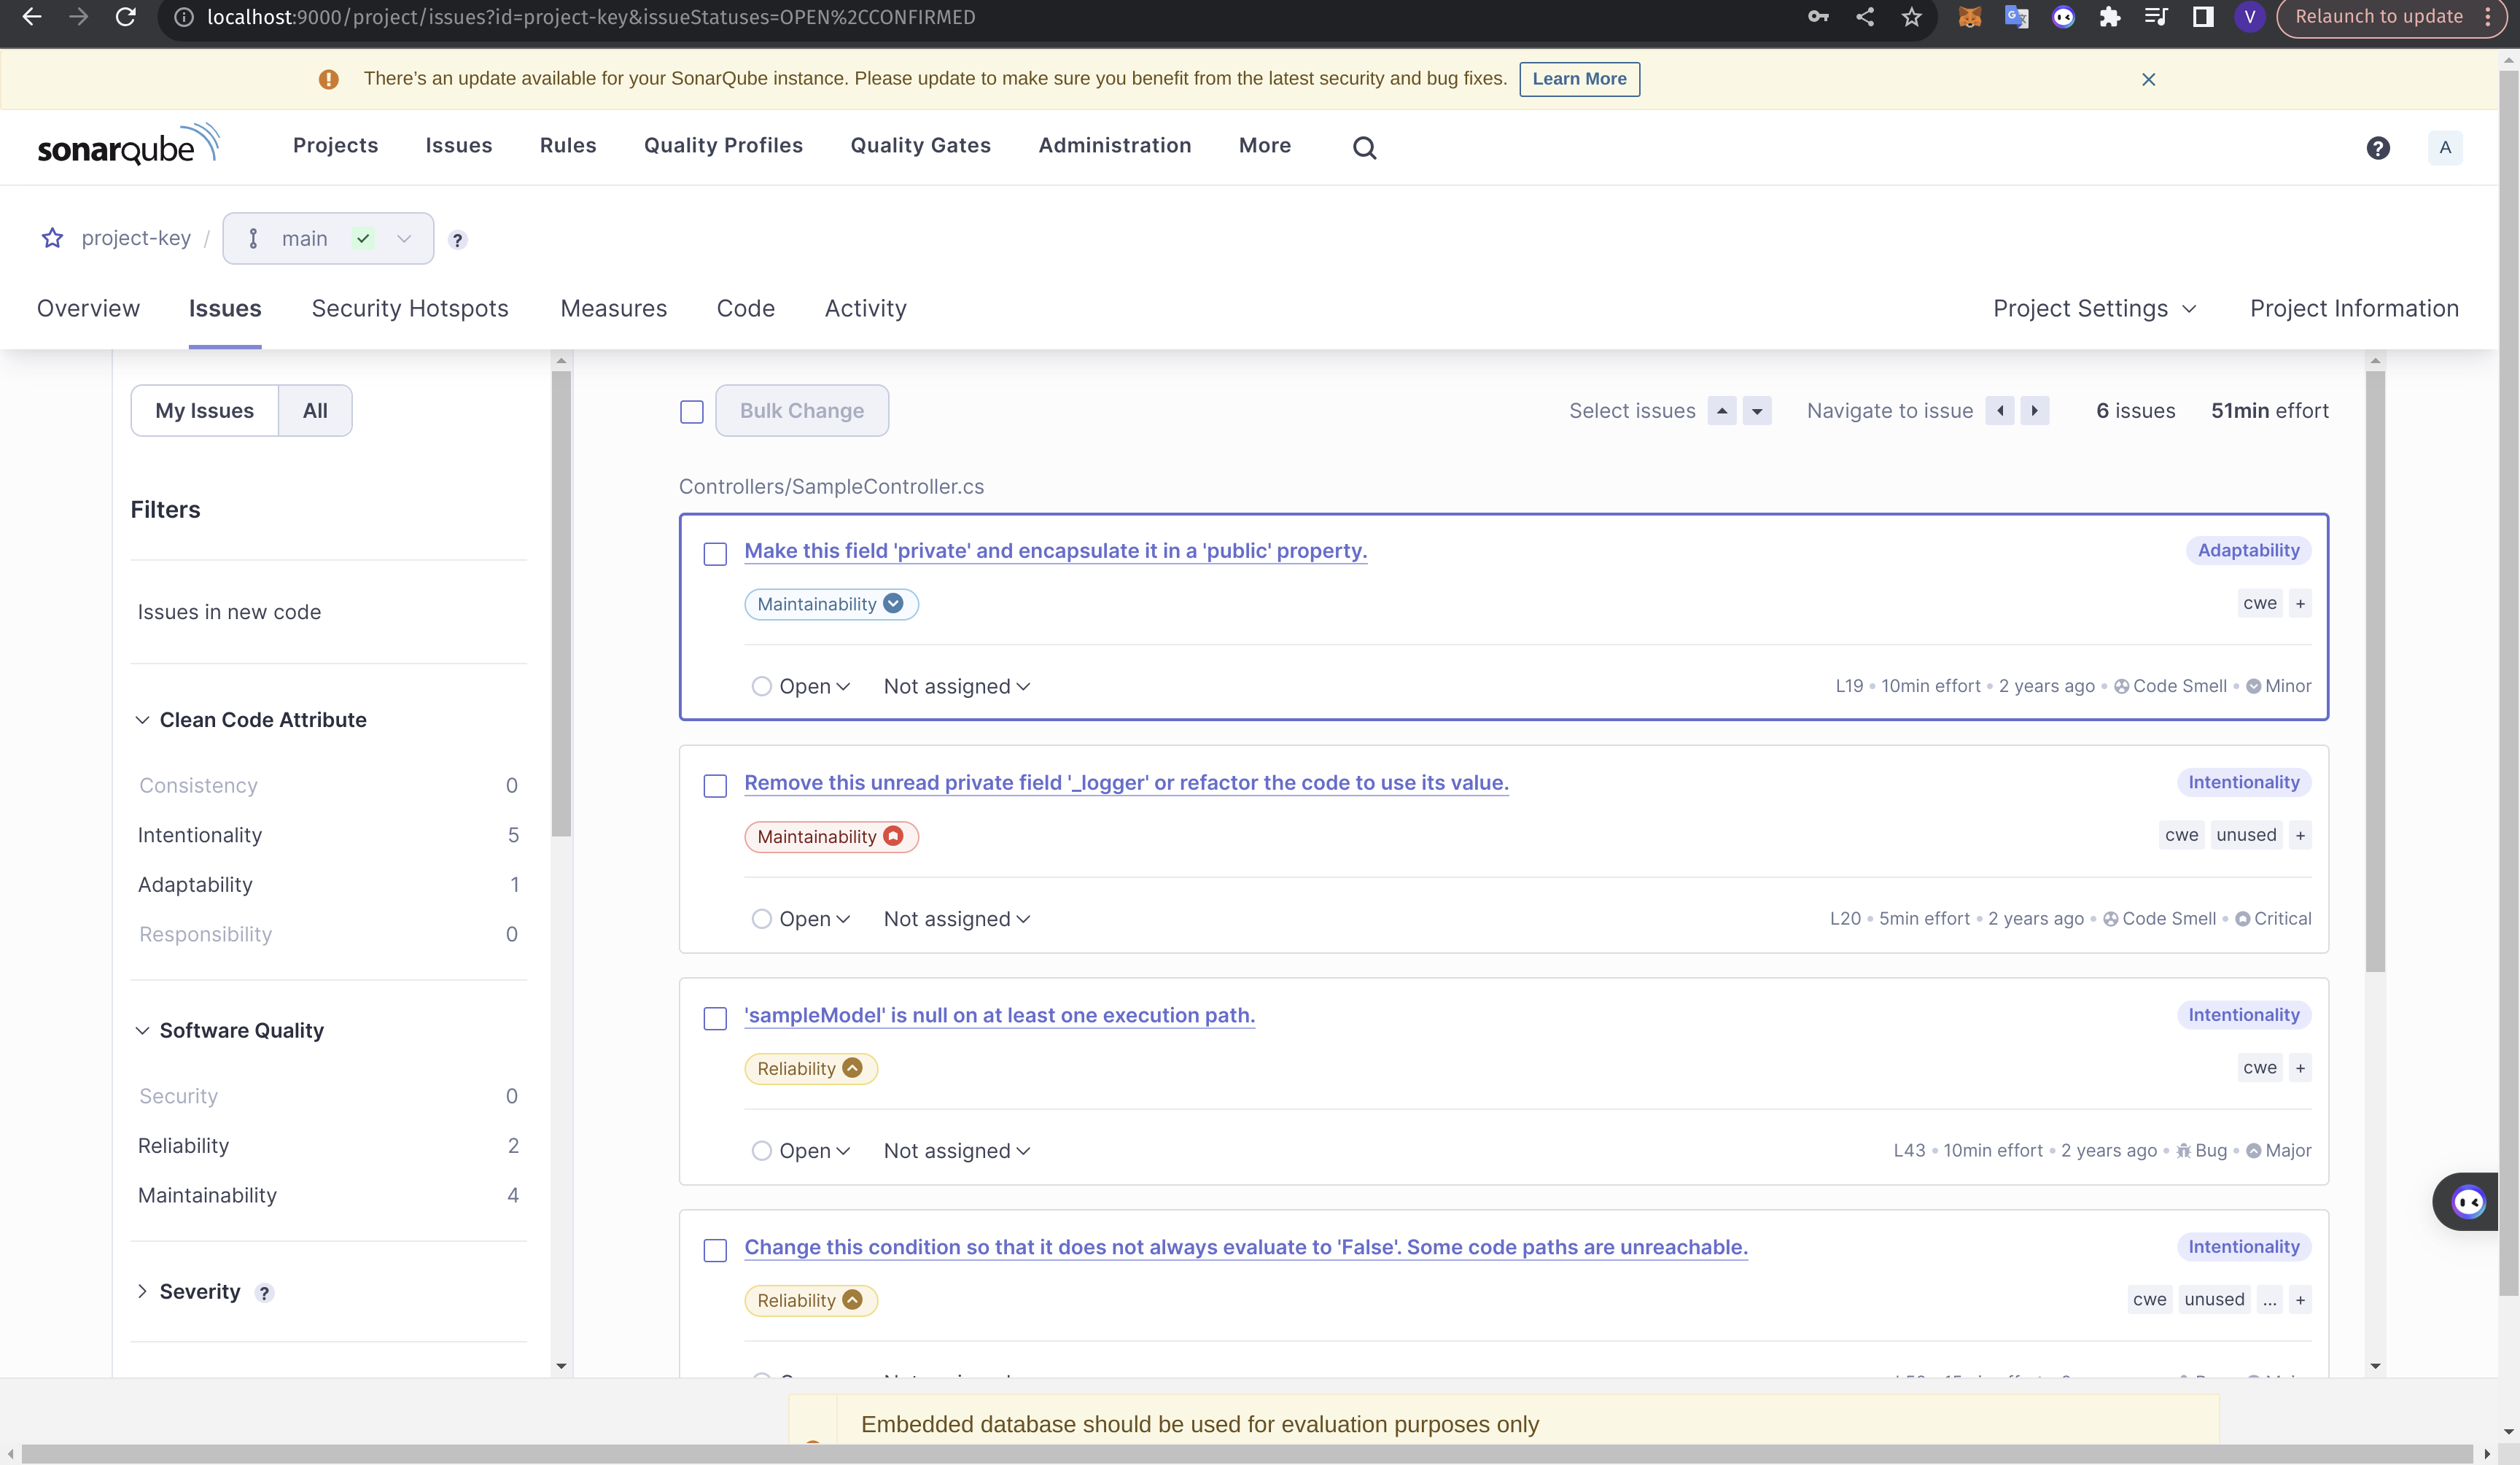 localhost:9000/project/issues?id=project-key&issueStatuses=OPEN%2CCONFIRMED
V
Relaunch to update
There’s an update available for your SonarQube instance. Please update to make sure you benefit from the latest security and bug fixes. Learn More
sonarqube Projects Issues Rules Quality Profiles Quality Gates Administration More ? A
project-key / main ?
Overview Issues Security Hotspots Measures Code Activity Project Settings Project Information
My Issues All
Filters
Issues in new code
Clean Code Attribute
Consistency 0
Intentionality 5
Adaptability 1
Responsibility 0
Software Quality
Security 0
Reliability 2
Maintainability 4
Severity ?
Bulk Change Select issues Navigate to issue 6 issues 51min effort
Controllers/SampleController.cs
Make this field 'private' and encapsulate it in a 'public' property. Adaptability
Maintainability cwe +
Open Not assigned L19 • 10min effort • 2 years ago • Code Smell • Minor
Remove this unread private field '_logger' or refactor the code to use its value. Intentionality
Maintainability cwe unused +
Open Not assigned L20 • 5min effort • 2 years ago • Code Smell • Critical
'sampleModel' is null on at least one execution path. Intentionality
Reliability cwe +
Open Not assigned L43 • 10min effort • 2 years ago • Bug • Major
Change this condition so that it does not always evaluate to 'False'. Some code paths are unreachable. Intentionality
Reliability cwe unused ... +
Embedded database should be used for evaluation purposes only